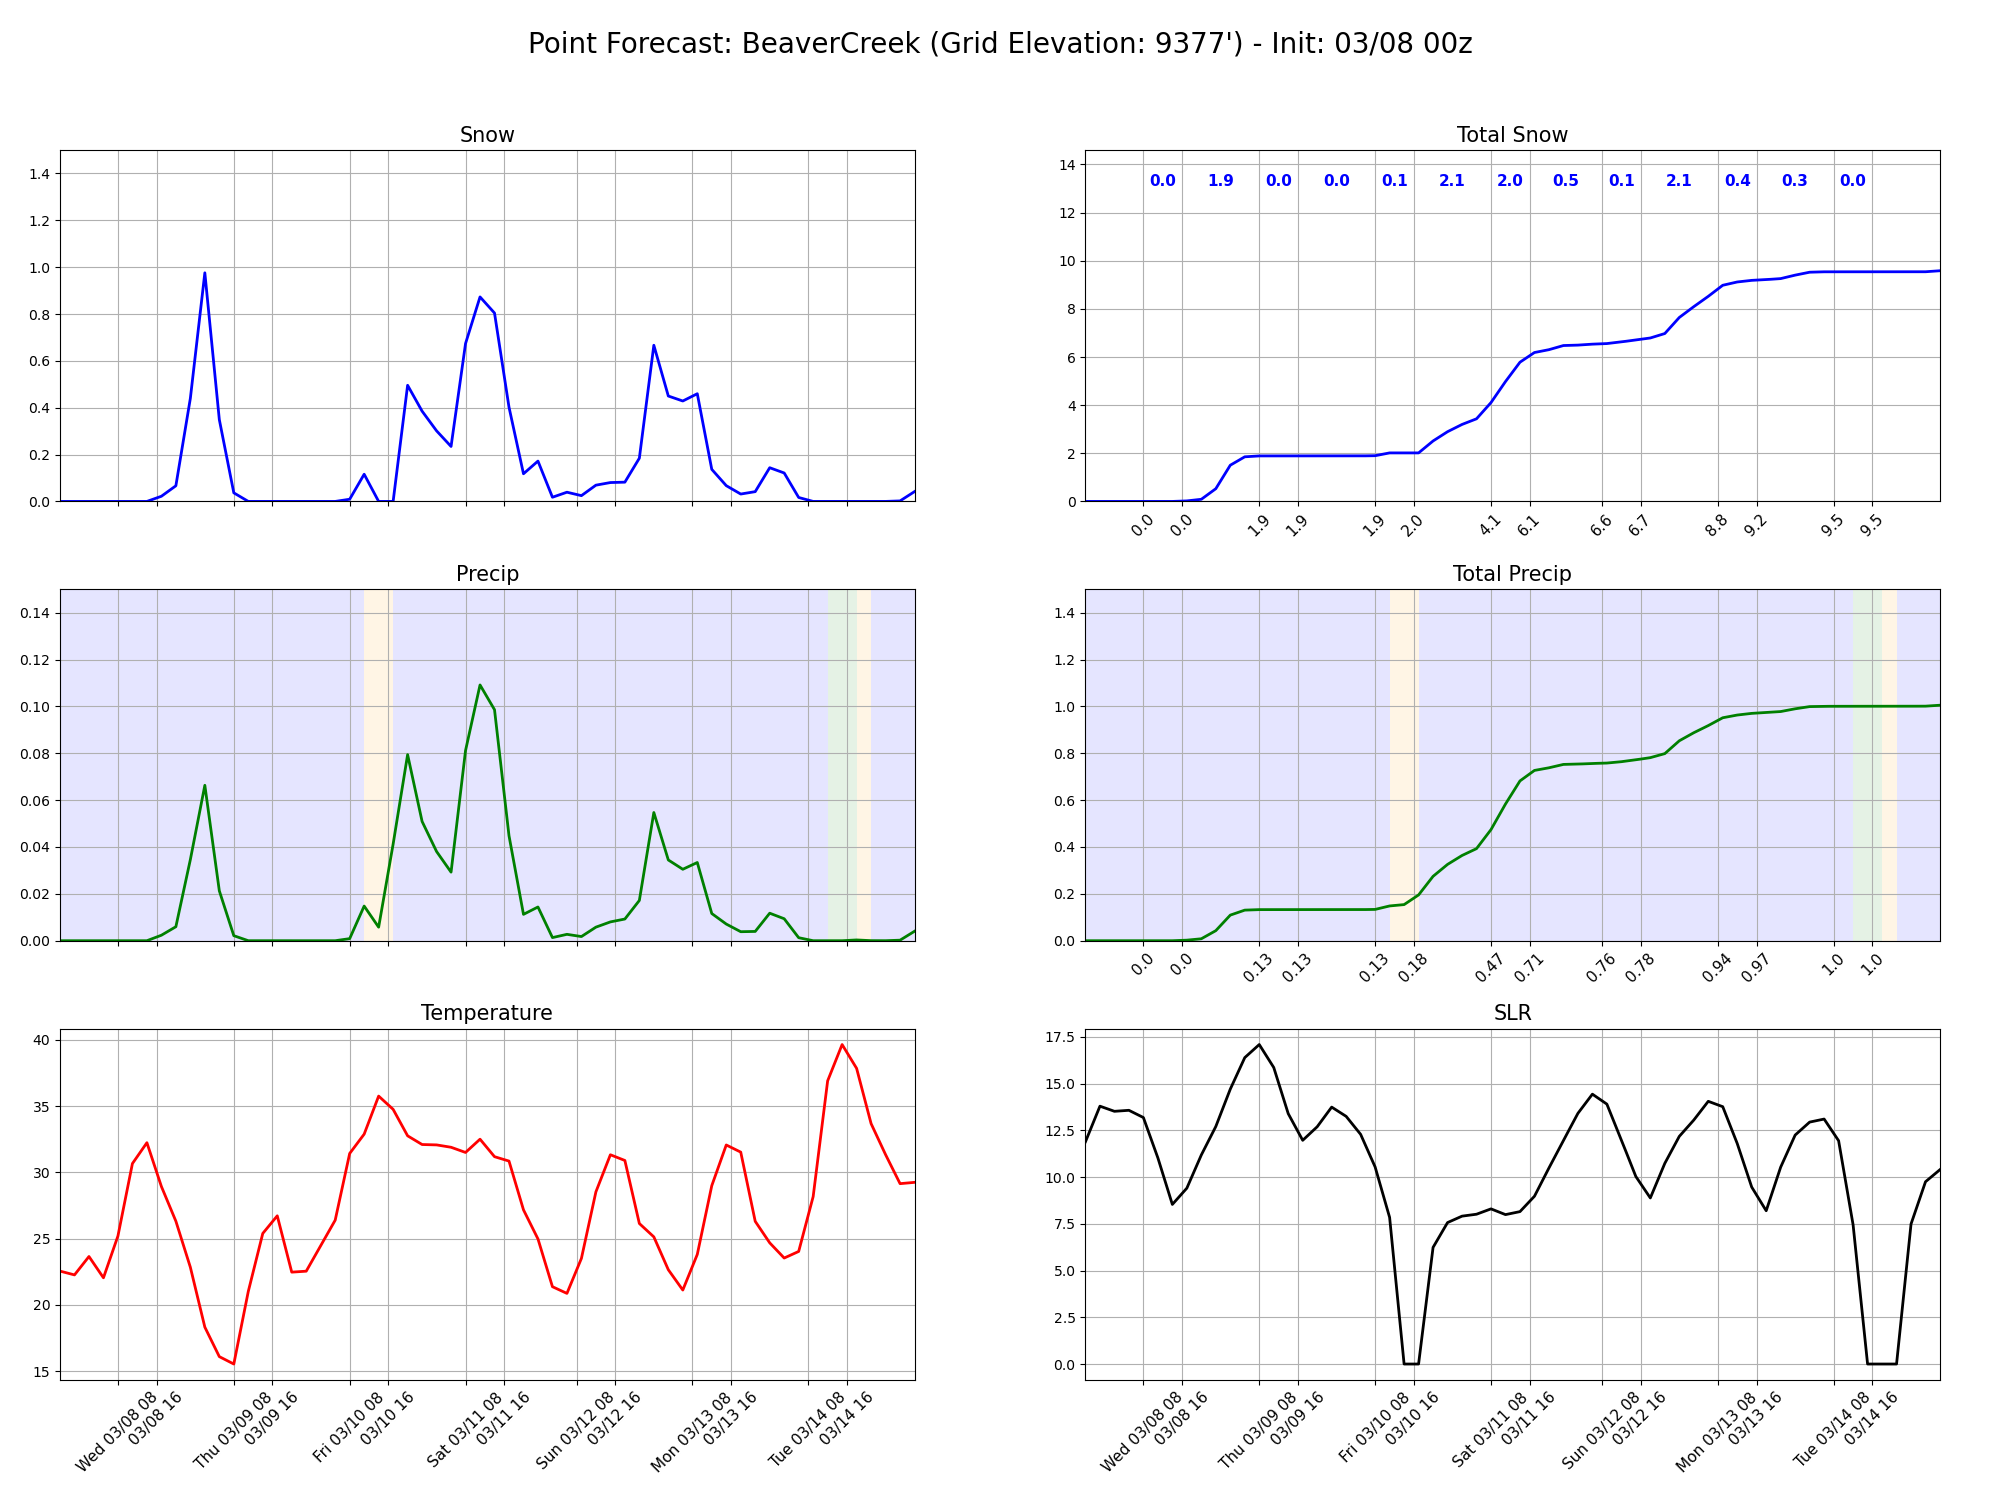 Point Forecast: BeaverCreek (Grid Elevation: 9377') - Init: 03/08 00z
Snow
1.4
1.2
1.0
0.8
0.6
0.4
0.2
0.0
Total Snow
14
12
10
8
6
4
2
0
0.0 1.9 0.0 0.0 0.1 2.1 2.0 0.5 0.1 2.1 0.4 0.3 0.0
0.0 0.0 1.9 1.9 1.9 2.0 4.1 6.1 6.6 6.7 8.8 9.2 9.5 9.5
Precip
0.14
0.12
0.10
0.08
0.06
0.04
0.02
0.00
Total Precip
1.4
1.2
1.0
0.8
0.6
0.4
0.2
0.0
0.0 0.0 0.13 0.13 0.13 0.18 0.47 0.71 0.76 0.78 0.94 0.97 1.0 1.0
Temperature
40
35
30
25
20
15
Wed 03/08 08
03/08 16
Thu 03/09 08
03/09 16
Fri 03/10 08
03/10 16
Sat 03/11 08
03/11 16
Sun 03/12 08
03/12 16
Mon 03/13 08
03/13 16
Tue 03/14 08
03/14 16
SLR
17.5
15.0
12.5
10.0
7.5
5.0
2.5
0.0
Wed 03/08 08
03/08 16
Thu 03/09 08
03/09 16
Fri 03/10 08
03/10 16
Sat 03/11 08
03/11 16
Sun 03/12 08
03/12 16
Mon 03/13 08
03/13 16
Tue 03/14 08
03/14 16